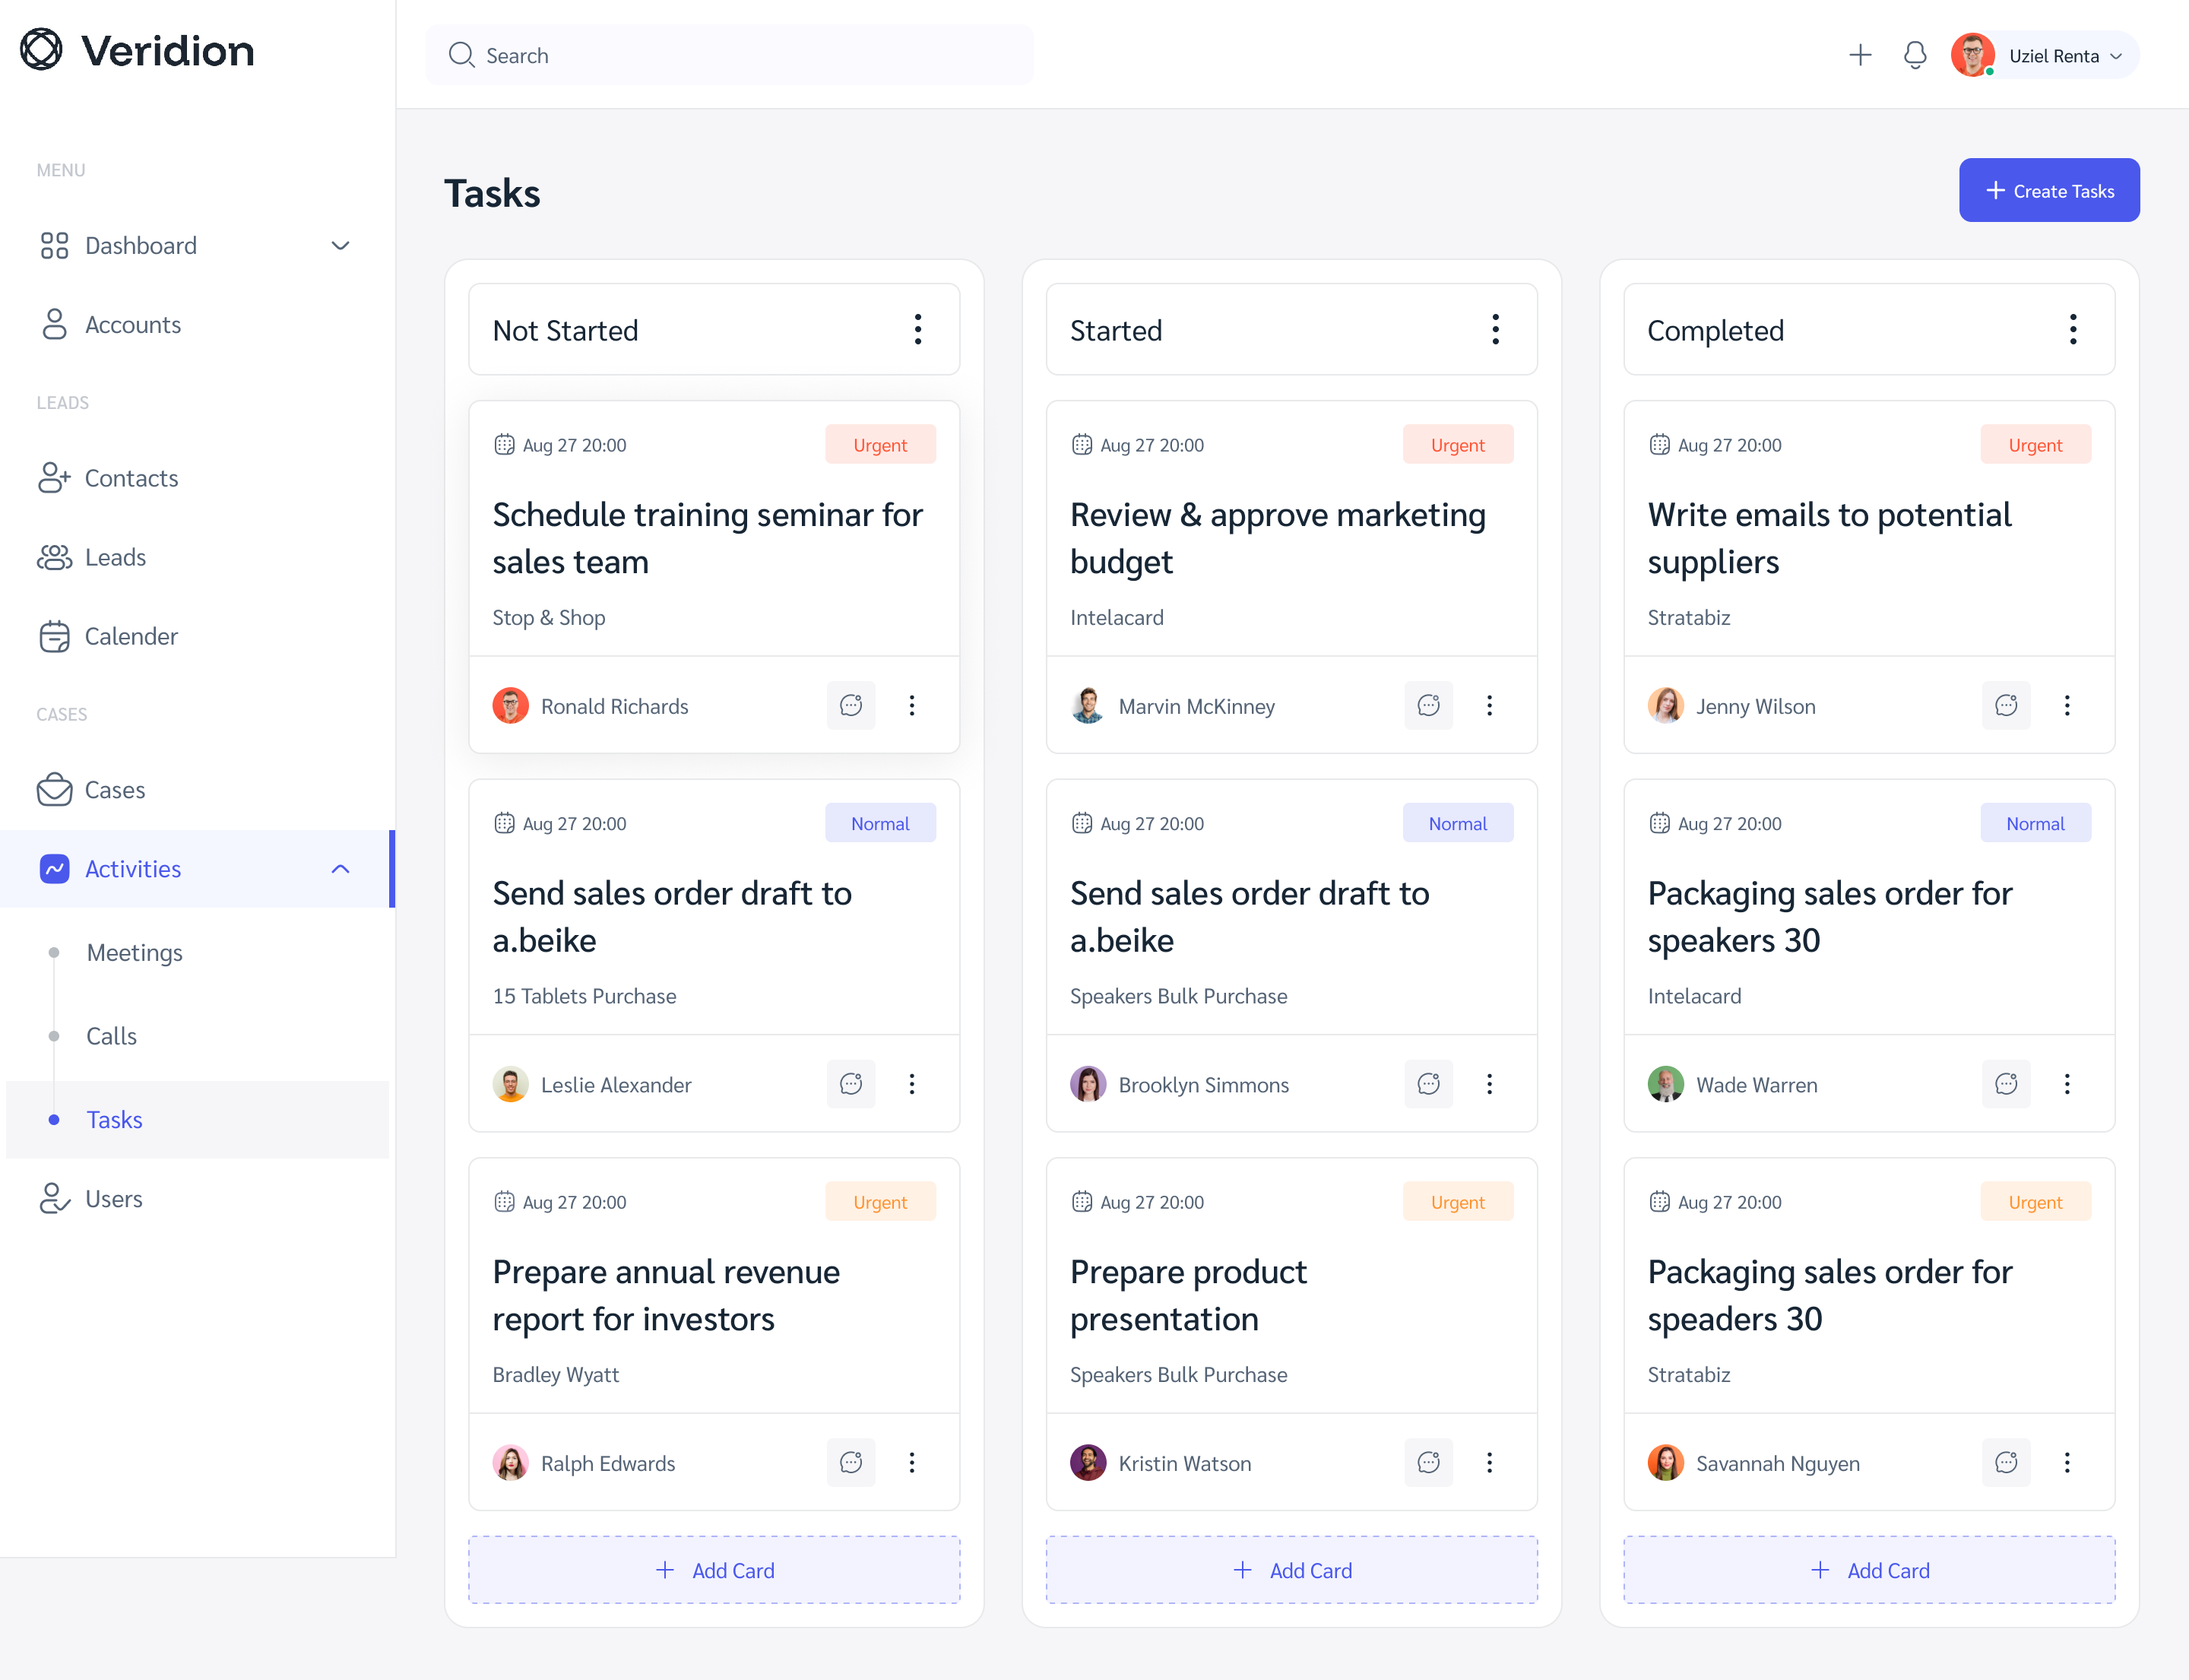 Veridion
Search
Uziel Renta
MENU
Dashboard
Accounts
LEADS
Contacts
Leads
Calender
CASES
Cases
Activities
Meetings
Calls
Tasks
Users
Tasks
Create Tasks
Not Started
Aug 27 20:00
Urgent
Schedule training seminar for
sales team
Stop & Shop
Ronald Richards
Aug 27 20:00
Normal
Send sales order draft to
a.beike
15 Tablets Purchase
Leslie Alexander
Aug 27 20:00
Urgent
Prepare annual revenue
report for investors
Bradley Wyatt
Ralph Edwards
Add Card
Started
Aug 27 20:00
Urgent
Review & approve marketing
budget
Intelacard
Marvin McKinney
Aug 27 20:00
Normal
Send sales order draft to
a.beike
Speakers Bulk Purchase
Brooklyn Simmons
Aug 27 20:00
Urgent
Prepare product
presentation
Speakers Bulk Purchase
Kristin Watson
Add Card
Completed
Aug 27 20:00
Urgent
Write emails to potential
suppliers
Stratabiz
Jenny Wilson
Aug 27 20:00
Normal
Packaging sales order for
speakers 30
Intelacard
Wade Warren
Aug 27 20:00
Urgent
Packaging sales order for
speaders 30
Stratabiz
Savannah Nguyen
Add Card